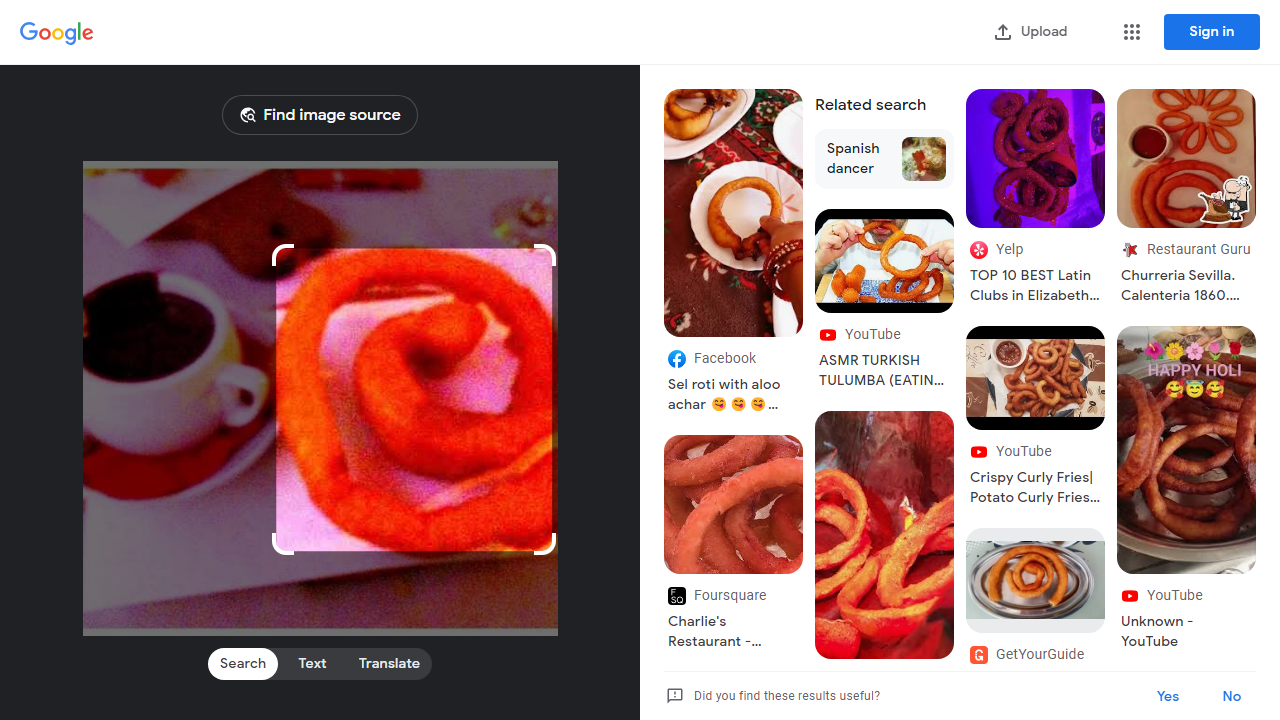 Google
Upload
Sign in
Find image source
Search
Text
Translate
Facebook
Sel roti with aloo
achar 😋 😋 😋 ...
Foursquare
Charlie's
Restaurant -...
Related search
Spanish
dancer
YouTube
ASMR TURKISH
TULUMBA (EATIN...
Yelp
TOP 10 BEST Latin
Clubs in Elizabeth...
YouTube
Crispy Curly Fries|
Potato Curly Fries...
GetYourGuide
Restaurant Guru
Churreria Sevilla.
Calenteria 1860....
HAPPY HOLI
YouTube
Unknown -
YouTube
Did you find these results useful?
Yes
No